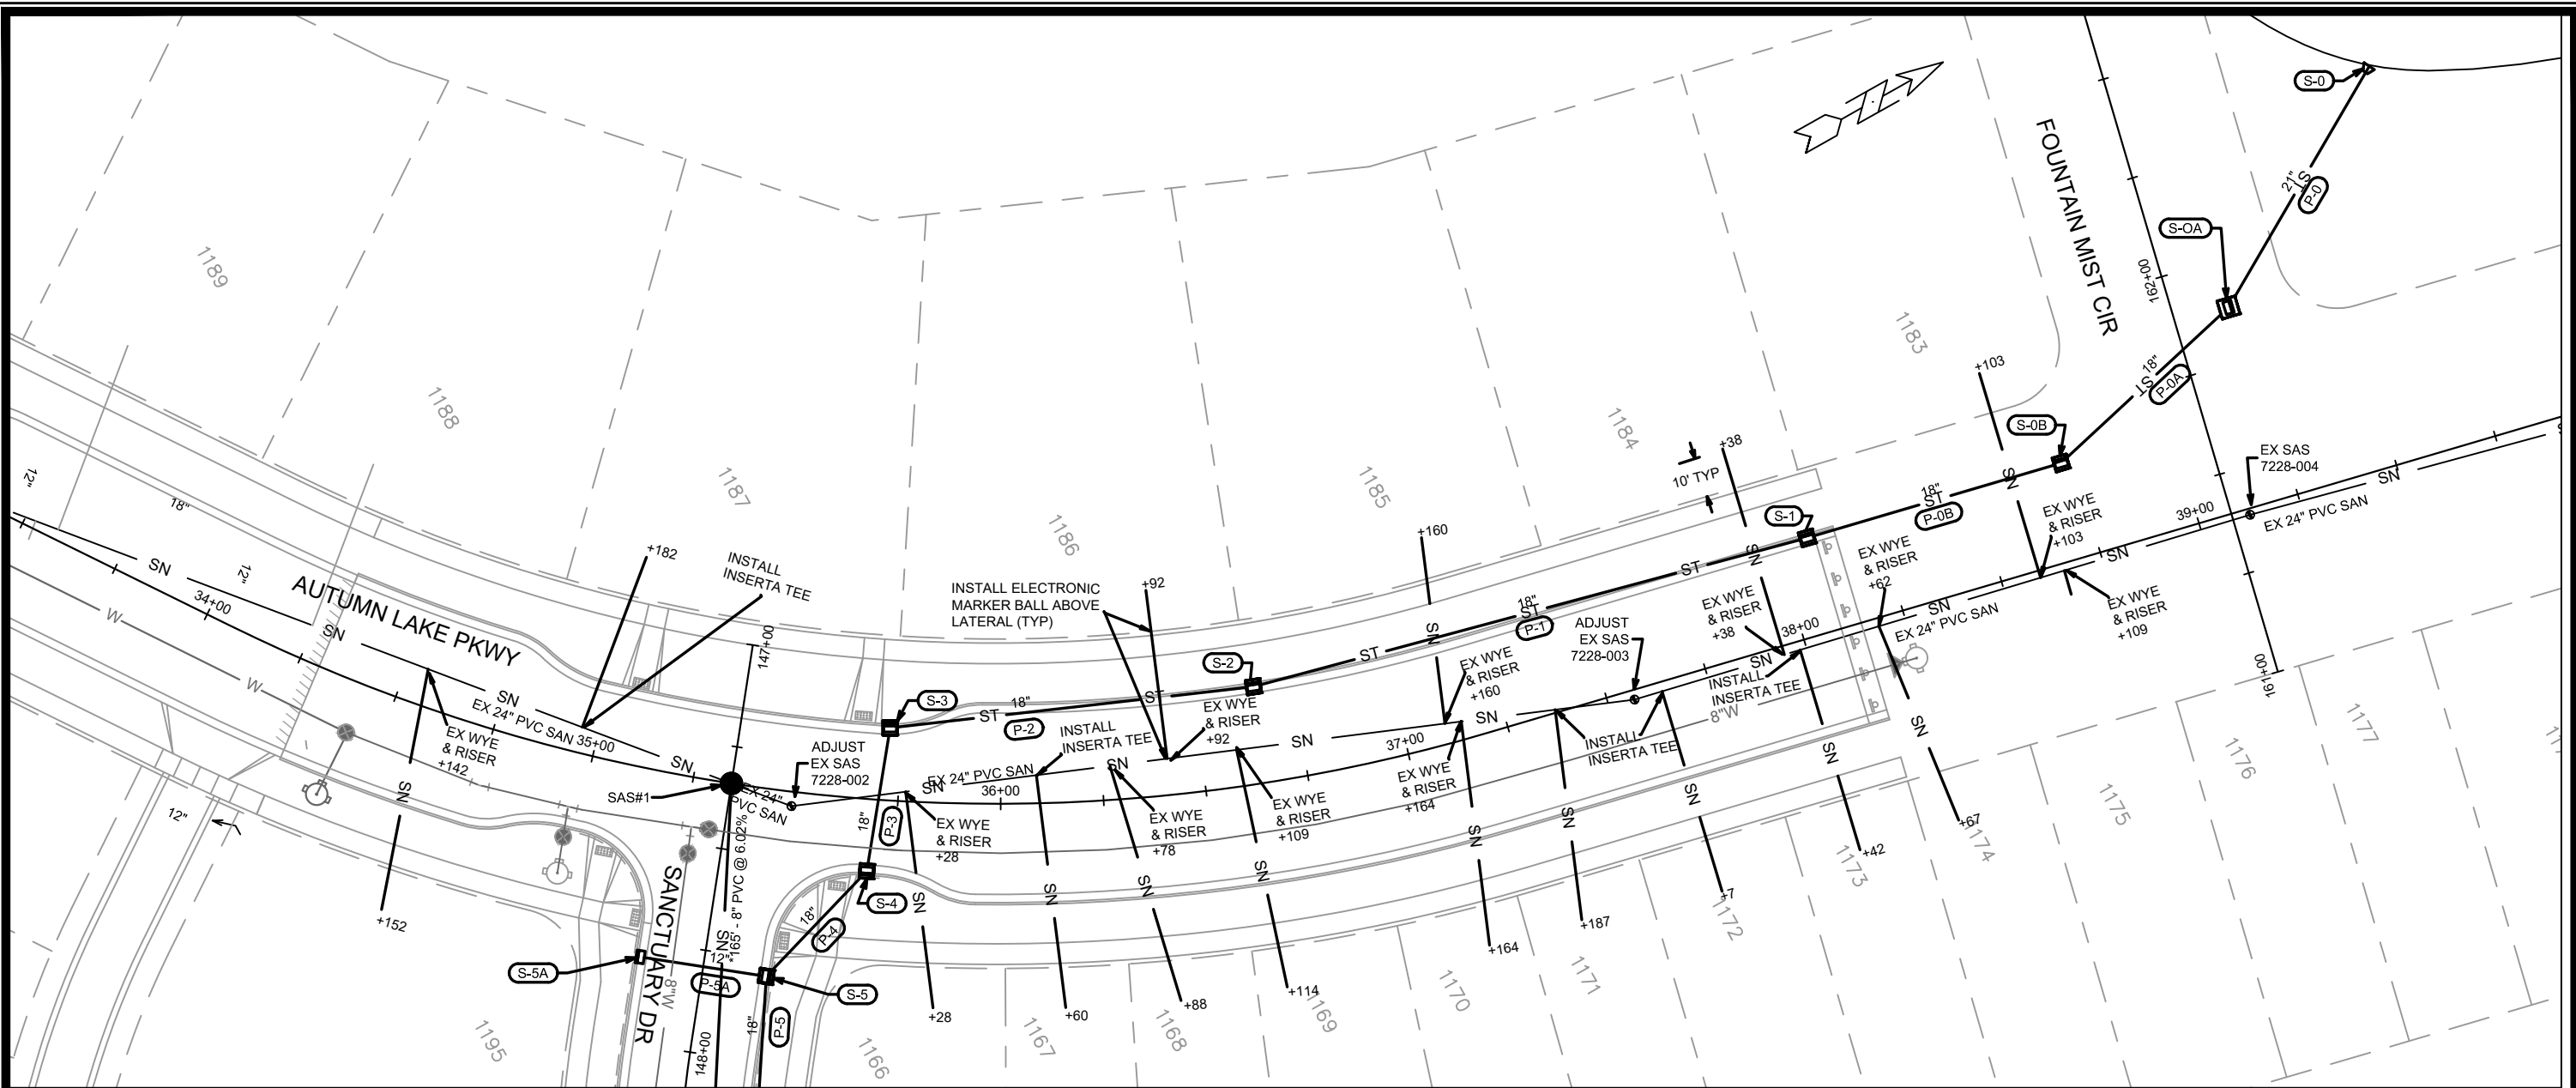 S-0
21"
ST
P-0
S-OA
FOUNTAIN MIST CIR
162+00
18"
ST
P-0A
S-0B
+103
SN
18"
ST
P-0B
S-1
EX SAS
7228-004
EX 24" PVC SAN
39+00
SN
EX WYE
& RISER
+103
SN
EX WYE
& RISER
+109
161+00
1189
1188
1187
1186
1185
1184
1183
10' TYP
+38
SN
+160
SN
+92
INSTALL ELECTRONIC
MARKER BALL ABOVE
LATERAL (TYP)
+182
INSTALL
INSERTA TEE
12"
18"
12"
SN
34+00
AUTUMN LAKE PKWY
W
W
SN
SN
EX 24" PVC SAN
35+00
EX WYE
& RISER
+142
SN
+152
12"
SN
147+00
SAS#1
EX 24"
PVC SAN
ADJUST
EX SAS
7228-002
S-3
18"
ST
P-2
ST
S-2
ST
18"
ST
P-1
ST
EX 24" PVC SAN
SN
36+00
INSTALL
INSERTA TEE
SN
EX WYE
& RISER
+92
SN
EX WYE
& RISER
+160
SN
37+00
ADJUST
EX SAS
7228-003
EX WYE
& RISER
+38
38+00
SN
INSTALL
INSERTA TEE
8"W
EX WYE
& RISER
+62
SN
EX 24" PVC SAN
INSTALL
INSERTA TEE
EX WYE
& RISER
+164
EX WYE
& RISER
+109
EX WYE
& RISER
+78
EX WYE
& RISER
+28
18"
P-3
S-4
18"
P-4
*165' - 8" PVC @ 6.02%
SN
12"
P-5A
S-5A
S-5
SANCTUARY DR
8"W
18"
P-5
148+00
SN
+28
SN
+60
SN
+88
SN
+114
SN
+164
SN
+187
SN
+7
SN
+42
SN
+67
1195
1166
1167
1168
1169
1170
1171
1172
1173
1174
1175
1176
1177